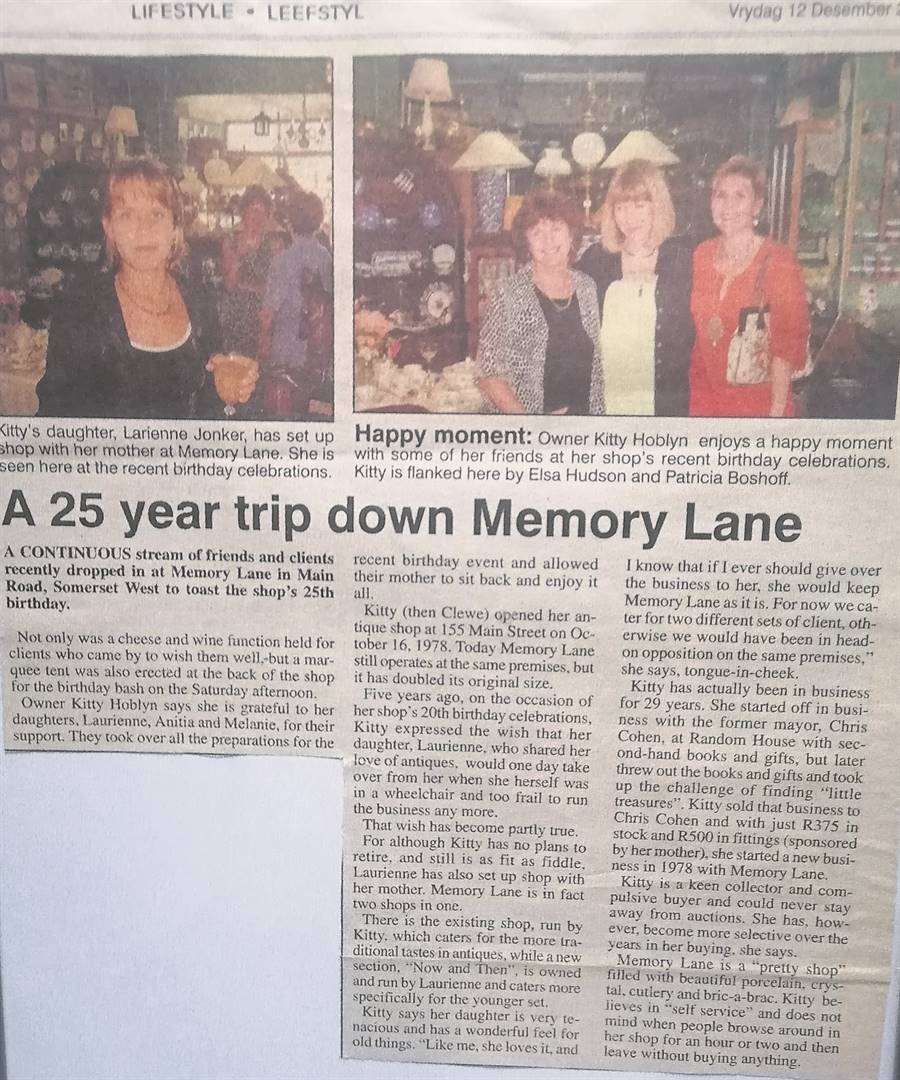 LIFESTYLE • LEEFSTYL
Vrydag 12 Desember
Kitty's daughter, Larienne Jonker, has set up
shop with her mother at Memory Lane. She is
seen here at the recent birthday celebrations.
Happy moment: Owner Kitty Hoblyn enjoys a happy moment
with some of her friends at her shop's recent birthday celebrations.
Kitty is flanked here by Elsa Hudson and Patricia Boshoff.
A 25 year trip down Memory Lane
A CONTINUOUS stream of friends and clients
recently dropped in at Memory Lane in Main
Road, Somerset West to toast the shop's 25th
birthday.
Not only was a cheese and wine function held for
clients who came by to wish them well, but a mar-
quee tent was also erected at the back of the shop
for the birthday bash on the Saturday afternoon.
Owner Kitty Hoblyn says she is grateful to her
daughters, Laurienne, Anitia and Melanie, for their
support. They took over all the preparations for the
recent birthday event and allowed
their mother to sit back and enjoy it
all.
Kitty (then Clewe) opened her an-
tique shop at 155 Main Street on Oc-
tober 16, 1978. Today Memory Lane
still operates at the same premises, but
it has doubled its original size.
Five years ago, on the occasion of
her shop's 20th birthday celebrations,
Kitty expressed the wish that her
daughter, Laurienne, who shared her
love of antiques, would one day take
over from her when she herself was
in a wheelchair and too frail to run
the business any more.
That wish has become partly true.
For although Kitty has no plans to
retire, and still is as fit as fiddle,
Laurienne has also set up shop with
her mother. Memory Lane is in fact
two shops in one.
There is the existing shop, run by
Kitty, which caters for the more tra-
ditional tastes in antiques, while a new
section, "Now and Then", is owned
and run by Laurienne and caters more
specifically for the younger set.
Kitty says her daughter is very te-
nacious and has a wonderful feel for
old things. "Like me, she loves it, and
I know that if I ever should give over
the business to her, she would keep
Memory Lane as it is. For now we ca-
ter for two different sets of client, oth-
erwise we would have been in head-
on opposition on the same premises,"
she says, tongue-in-cheek.
Kitty has actually been in business
for 29 years. She started off in busi-
ness with the former mayor, Chris
Cohen, at Random House with sec-
ond-hand books and gifts, but later
threw out the books and gifts and took
up the challenge of finding "little
treasures". Kitty sold that business to
Chris Cohen and with just R375 in
stock and R500 in fittings (sponsored
by her mother), she started a new busi-
ness in 1978 with Memory Lane.
Kitty is a keen collector and com-
pulsive buyer and could never stay
away from auctions. She has, how-
ever, become more selective over the
years in her buying, she says.
Memory Lane is a "pretty shop"
filled with beautiful porcelain, crys-
tal, cutlery and bric-a-brac. Kitty be-
lieves in "self service" and does not
mind when people browse around in
her shop for an hour or two and then
leave without buying anything.